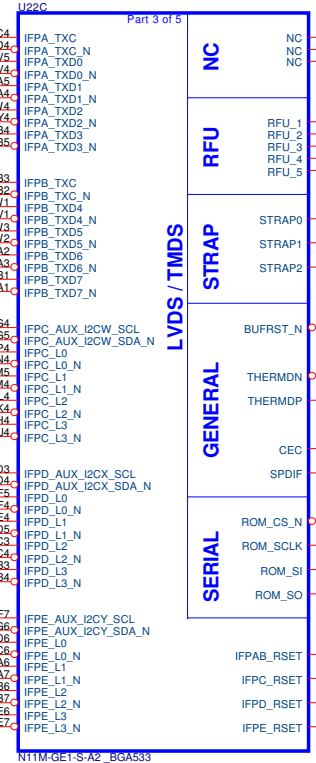 U22C
Part 3 of 5
IFPA_TXC
IFPA_TXC_N
IFPA_TXD0
IFPA_TXD0_N
IFPA_TXD1
IFPA_TXD1_N
IFPA_TXD2
IFPA_TXD2_N
IFPA_TXD3
IFPA_TXD3_N
IFPB_TXC
IFPB_TXC_N
IFPB_TXD4
IFPB_TXD4_N
IFPB_TXD5
IFPB_TXD5_N
IFPB_TXD6
IFPB_TXD6_N
IFPB_TXD7
IFPB_TXD7_N
IFPC_AUX_I2CW_SCL
IFPC_AUX_I2CW_SDA_N
IFPC_L0
IFPC_L0_N
IFPC_L1
IFPC_L1_N
IFPC_L2
IFPC_L2_N
IFPC_L3
IFPC_L3_N
IFPD_AUX_I2CX_SCL
IFPD_AUX_I2CX_SDA_N
IFPD_L0
IFPD_L0_N
IFPD_L1
IFPD_L1_N
IFPD_L2
IFPD_L2_N
IFPD_L3
IFPD_L3_N
IFPE_AUX_I2CY_SCL
IFPE_AUX_I2CY_SDA_N
IFPE_L0
IFPE_L0_N
IFPE_L1
IFPE_L1_N
IFPE_L2
IFPE_L2_N
IFPE_L3
IFPE_L3_N
LVDS / TMDS
NC
NC
NC
NC
RFU
RFU_1
RFU_2
RFU_3
RFU_4
RFU_5
STRAP
STRAP0
STRAP1
STRAP2
GENERAL
BUFRST_N
THERMDN
THERMDP
CEC
SPDIF
SERIAL
ROM_CS_N
ROM_SCLK
ROM_SI
ROM_SO
IFPAB_RSET
IFPC_RSET
IFPD_RSET
IFPE_RSET
N11M-GE1-S-A2_BGA533